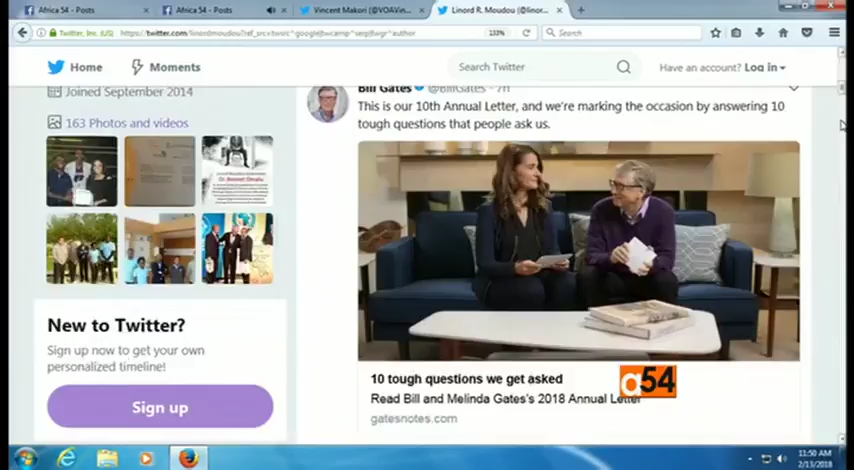 Africa 54 - Posts
Africa 54 - Posts
Vincent Makori (@VOAVin...
Linord R. Moudou (@linor...
Twitter, Inc. (US)
133%
Search
Home
Moments
Search Twitter
Have an account? Log in
Joined September 2014
163 Photos and videos
New to Twitter?
Sign up now to get your own
personalized timeline!
Sign up
Bill Gates @BillGates · 7h
This is our 10th Annual Letter, and we're marking the occasion by answering 10
tough questions that people ask us.
10 tough questions we get asked
Read Bill and Melinda Gates's 2018 Annual Letter
gatesnotes.com
a54
11:50 AM
2/13/2018